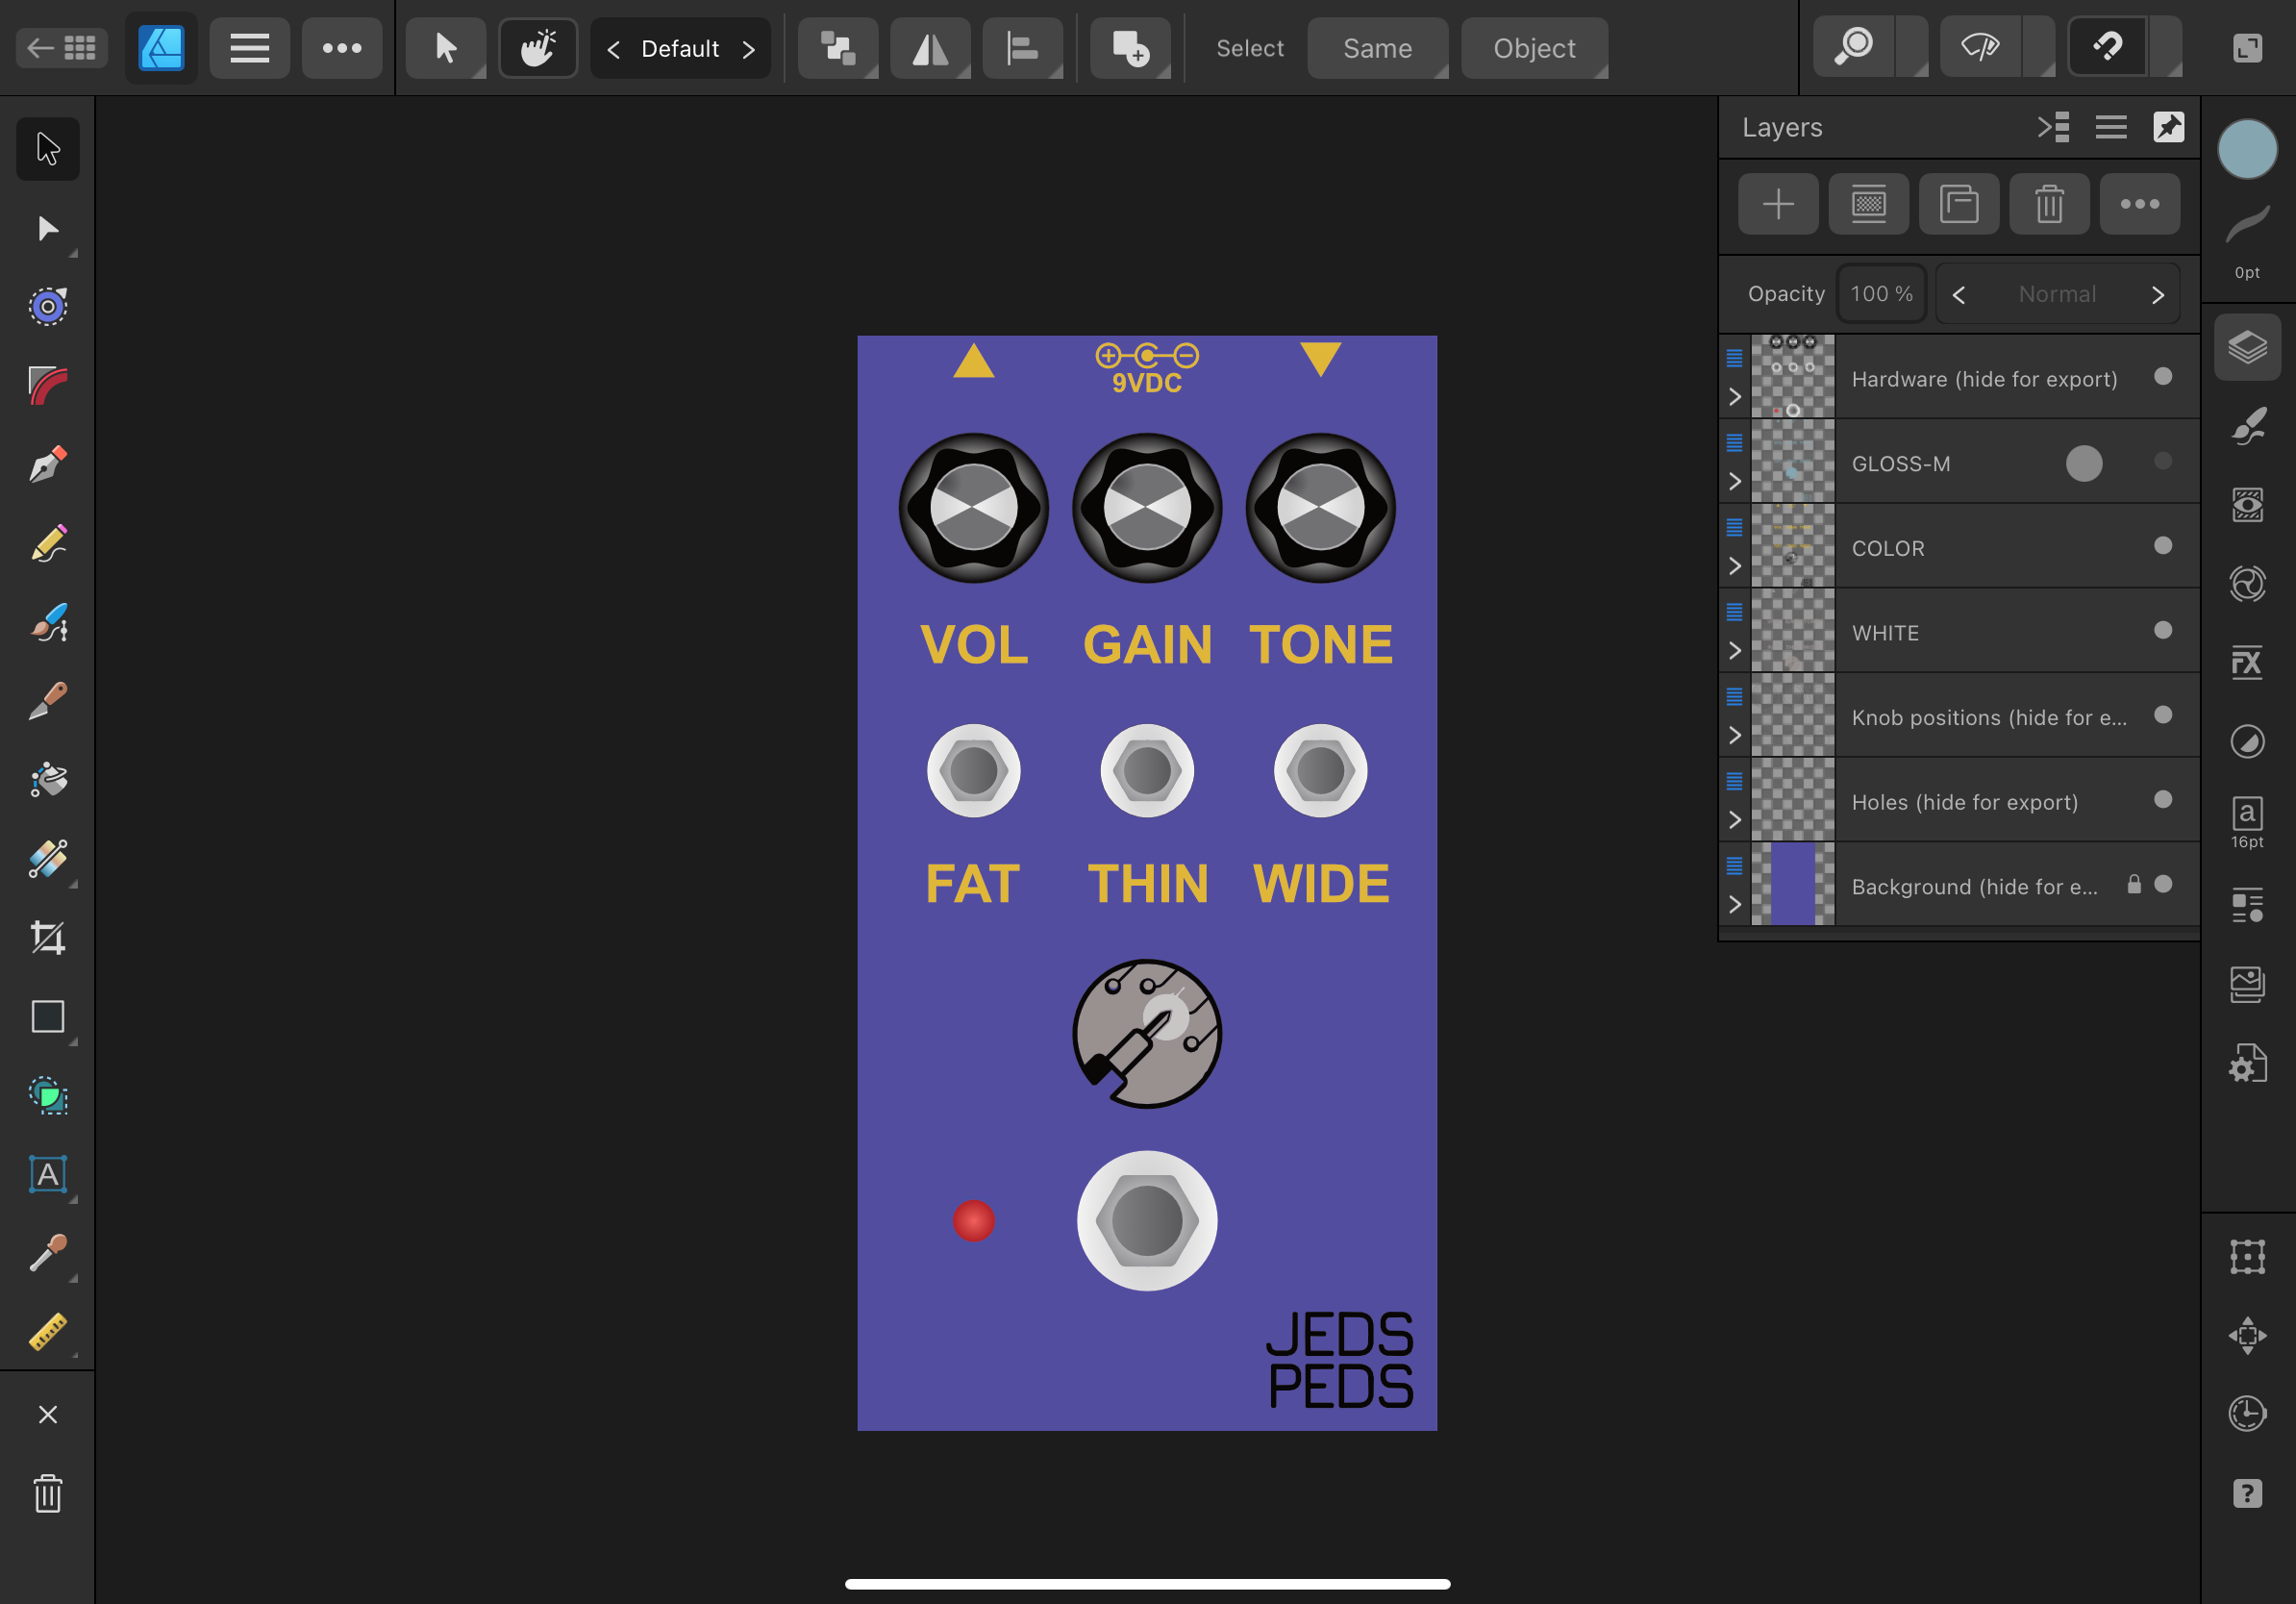 Default
Select
Same
Object
Layers
Opacity
100 %
Normal
0pt
Hardware (hide for export)
GLOSS-M
COLOR
WHITE
Knob positions (hide for e...
Holes (hide for export)
Background (hide for e...
FX
a
16pt
A
?
9VDC
VOL GAIN TONE
FAT THIN WIDE
JEDS
PEDS